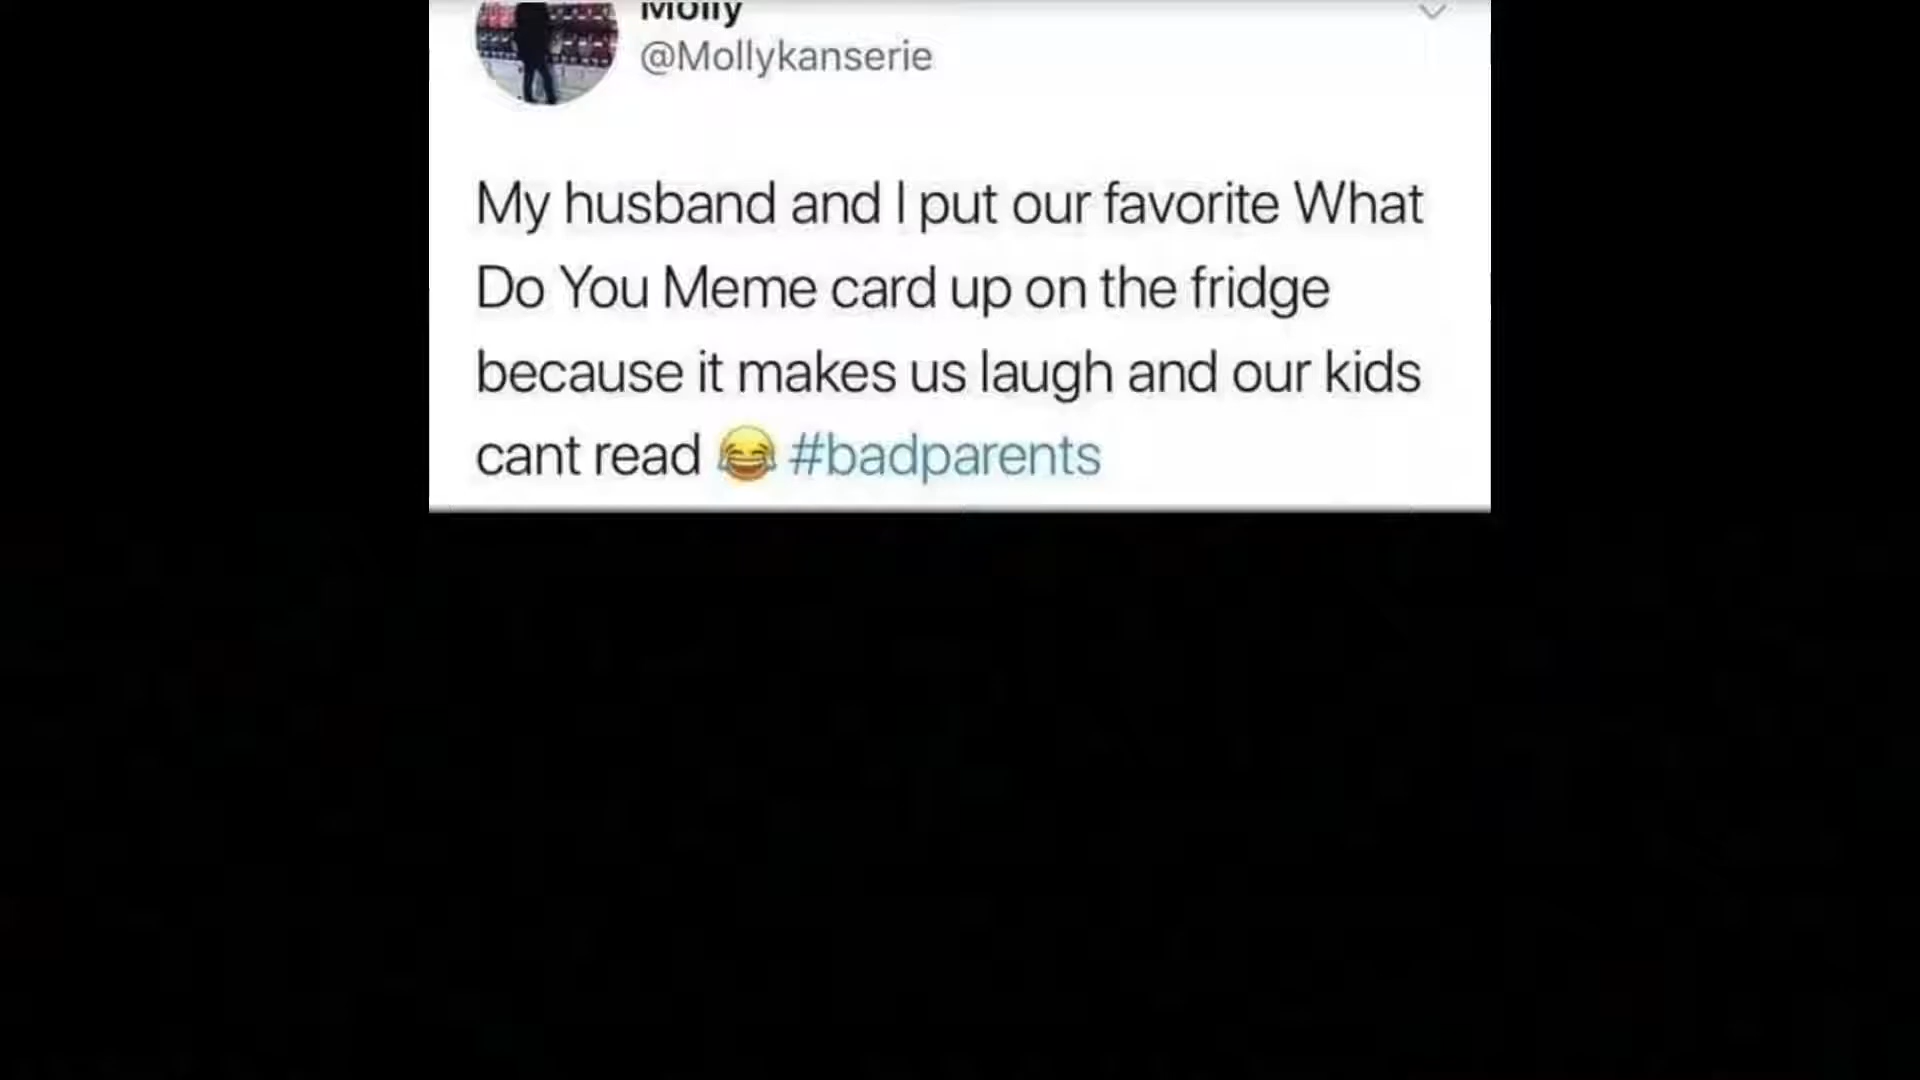 Molly
@Mollykanserie
My husband and I put our favorite What
Do You Meme card up on the fridge
because it makes us laugh and our kids
cant read 😂 #badparents